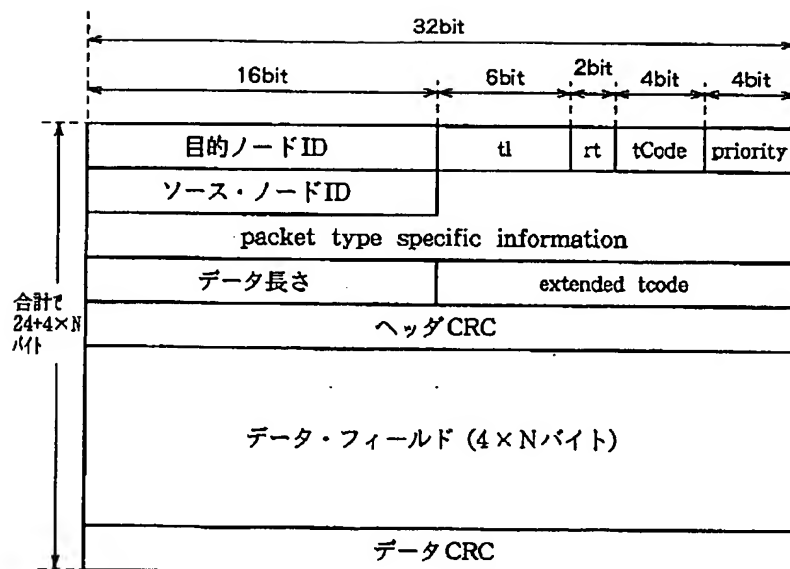 32bit
16bit 6bit 2bit 4bit 4bit
目的ノードID tl rt tCode priority
ソース・ノードID
packet type specific information
データ長さ extended tcode
合計で
24+4×N
バイト
ヘッダCRC
データ・フィールド (4×Nバイト)
データCRC